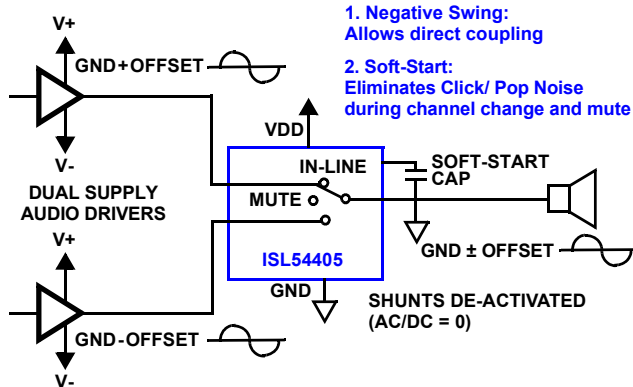 V+
GND+OFFSET
V-
1. Negative Swing:
Allows direct coupling
2. Soft-Start:
Eliminates Click/ Pop Noise
during channel change and mute
VDD
IN-LINE
MUTE
SOFT-START
CAP
DUAL SUPPLY
AUDIO DRIVERS
V+
ISL54405
GND ± OFFSET
GND
SHUNTS DE-ACTIVATED
(AC/DC = 0)
GND-OFFSET
V-